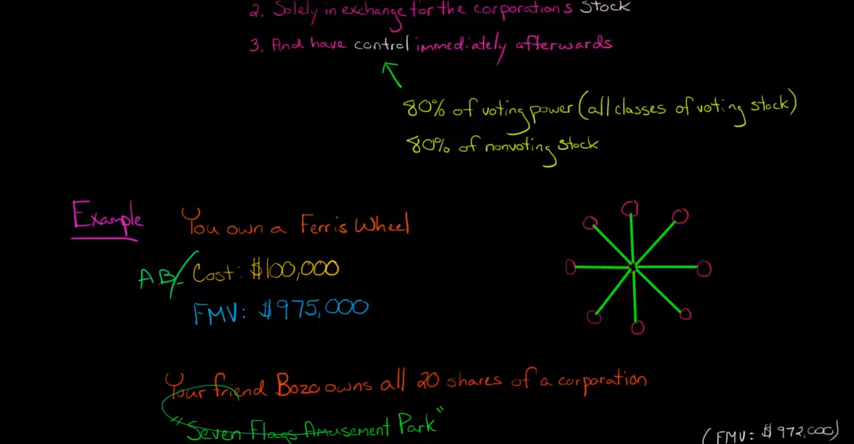 2. Solely in exchange for the corporation's Stock
3. And have control immediately afterwards
80% of voting power (all classes of voting stock)
80% of nonvoting stock
Example
You own a Ferris Wheel
A.B. Cost: $100,000
FMV: $975,000
Your friend Bozo owns all 20 shares of a corporation
"Seven Flags Amusement Park"
(FMV: $972,000)